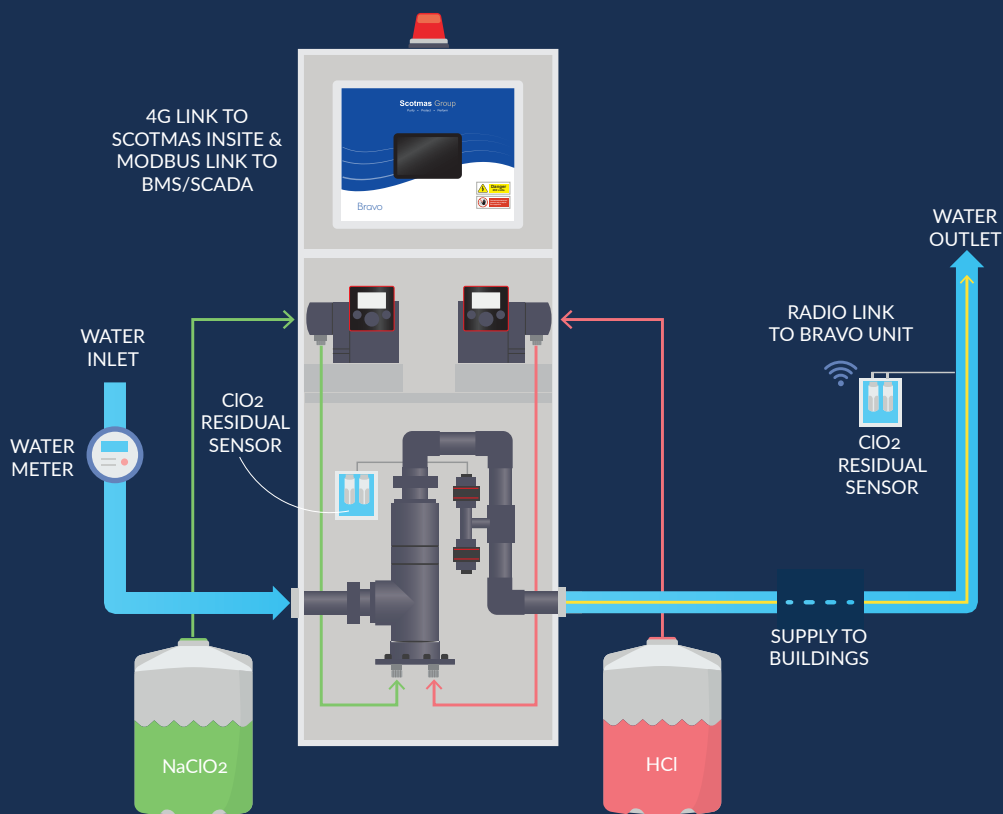 4G LINK TO
SCOTMAS INSITE &
MODBUS LINK TO
BMS/SCADA
Scotmas Group
Bravo
Danger
WATER
OUTLET
RADIO LINK
TO BRAVO UNIT
WATER
INLET
ClO2
RESIDUAL
SENSOR
WATER
METER
ClO2
RESIDUAL
SENSOR
SUPPLY TO
BUILDINGS
NaClO2
HCl